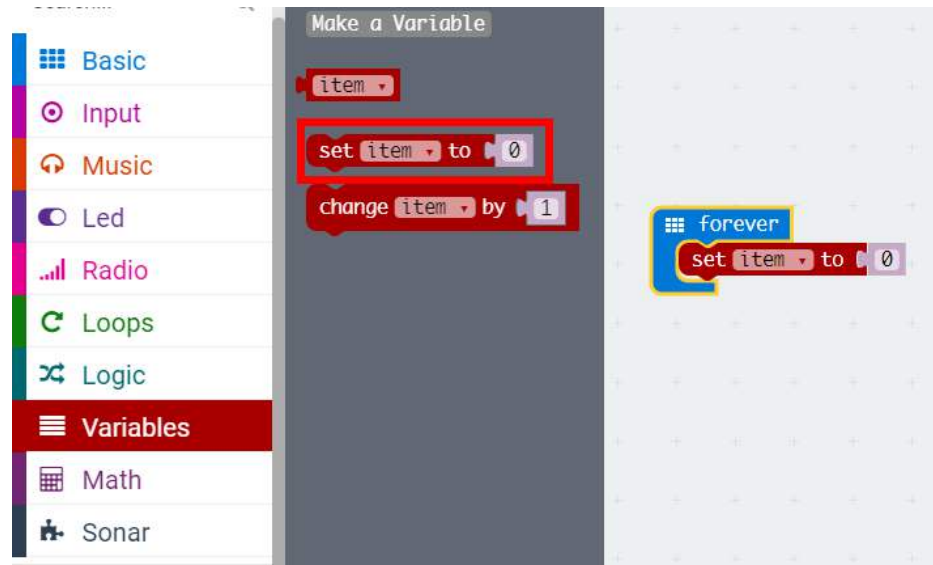 Basic
Input
Music
Led
Radio
Loops
Logic
Variables
Math
Sonar
Make a Variable
item
set item to 0
change item by 1
forever
set item to 0